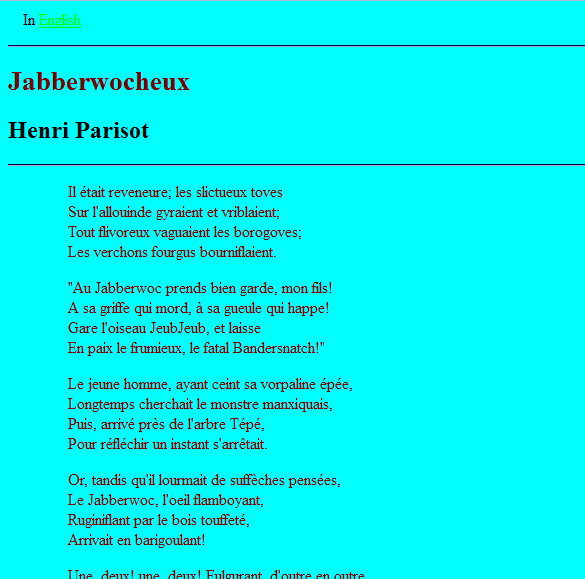 In English
Jabberwocheux
Henri Parisot
Il était reveneure; les slictueux toves
Sur l'allouinde gyraient et vriblaient;
Tout flivoreux vaguaient les borogoves;
Les verchons fourgus bourniflaient.
"Au Jabberwoc prends bien garde, mon fils!
A sa griffe qui mord, à sa gueule qui happe!
Gare l'oiseau JeubJeub, et laisse
En paix le frumieux, le fatal Bandersnatch!"
Le jeune homme, ayant ceint sa vorpaline épée,
Longtemps cherchait le monstre manxiquais,
Puis, arrivé près de l'arbre Tépé,
Pour réfléchir un instant s'arrêtait.
Or, tandis qu'il lourmait de suffèches pensées,
Le Jabberwoc, l'oeil flamboyant,
Ruginiflant par le bois touffeté,
Arrivait en barigoulant!
Une, deux! une, deux! Fulgurant, d'outre en outre,